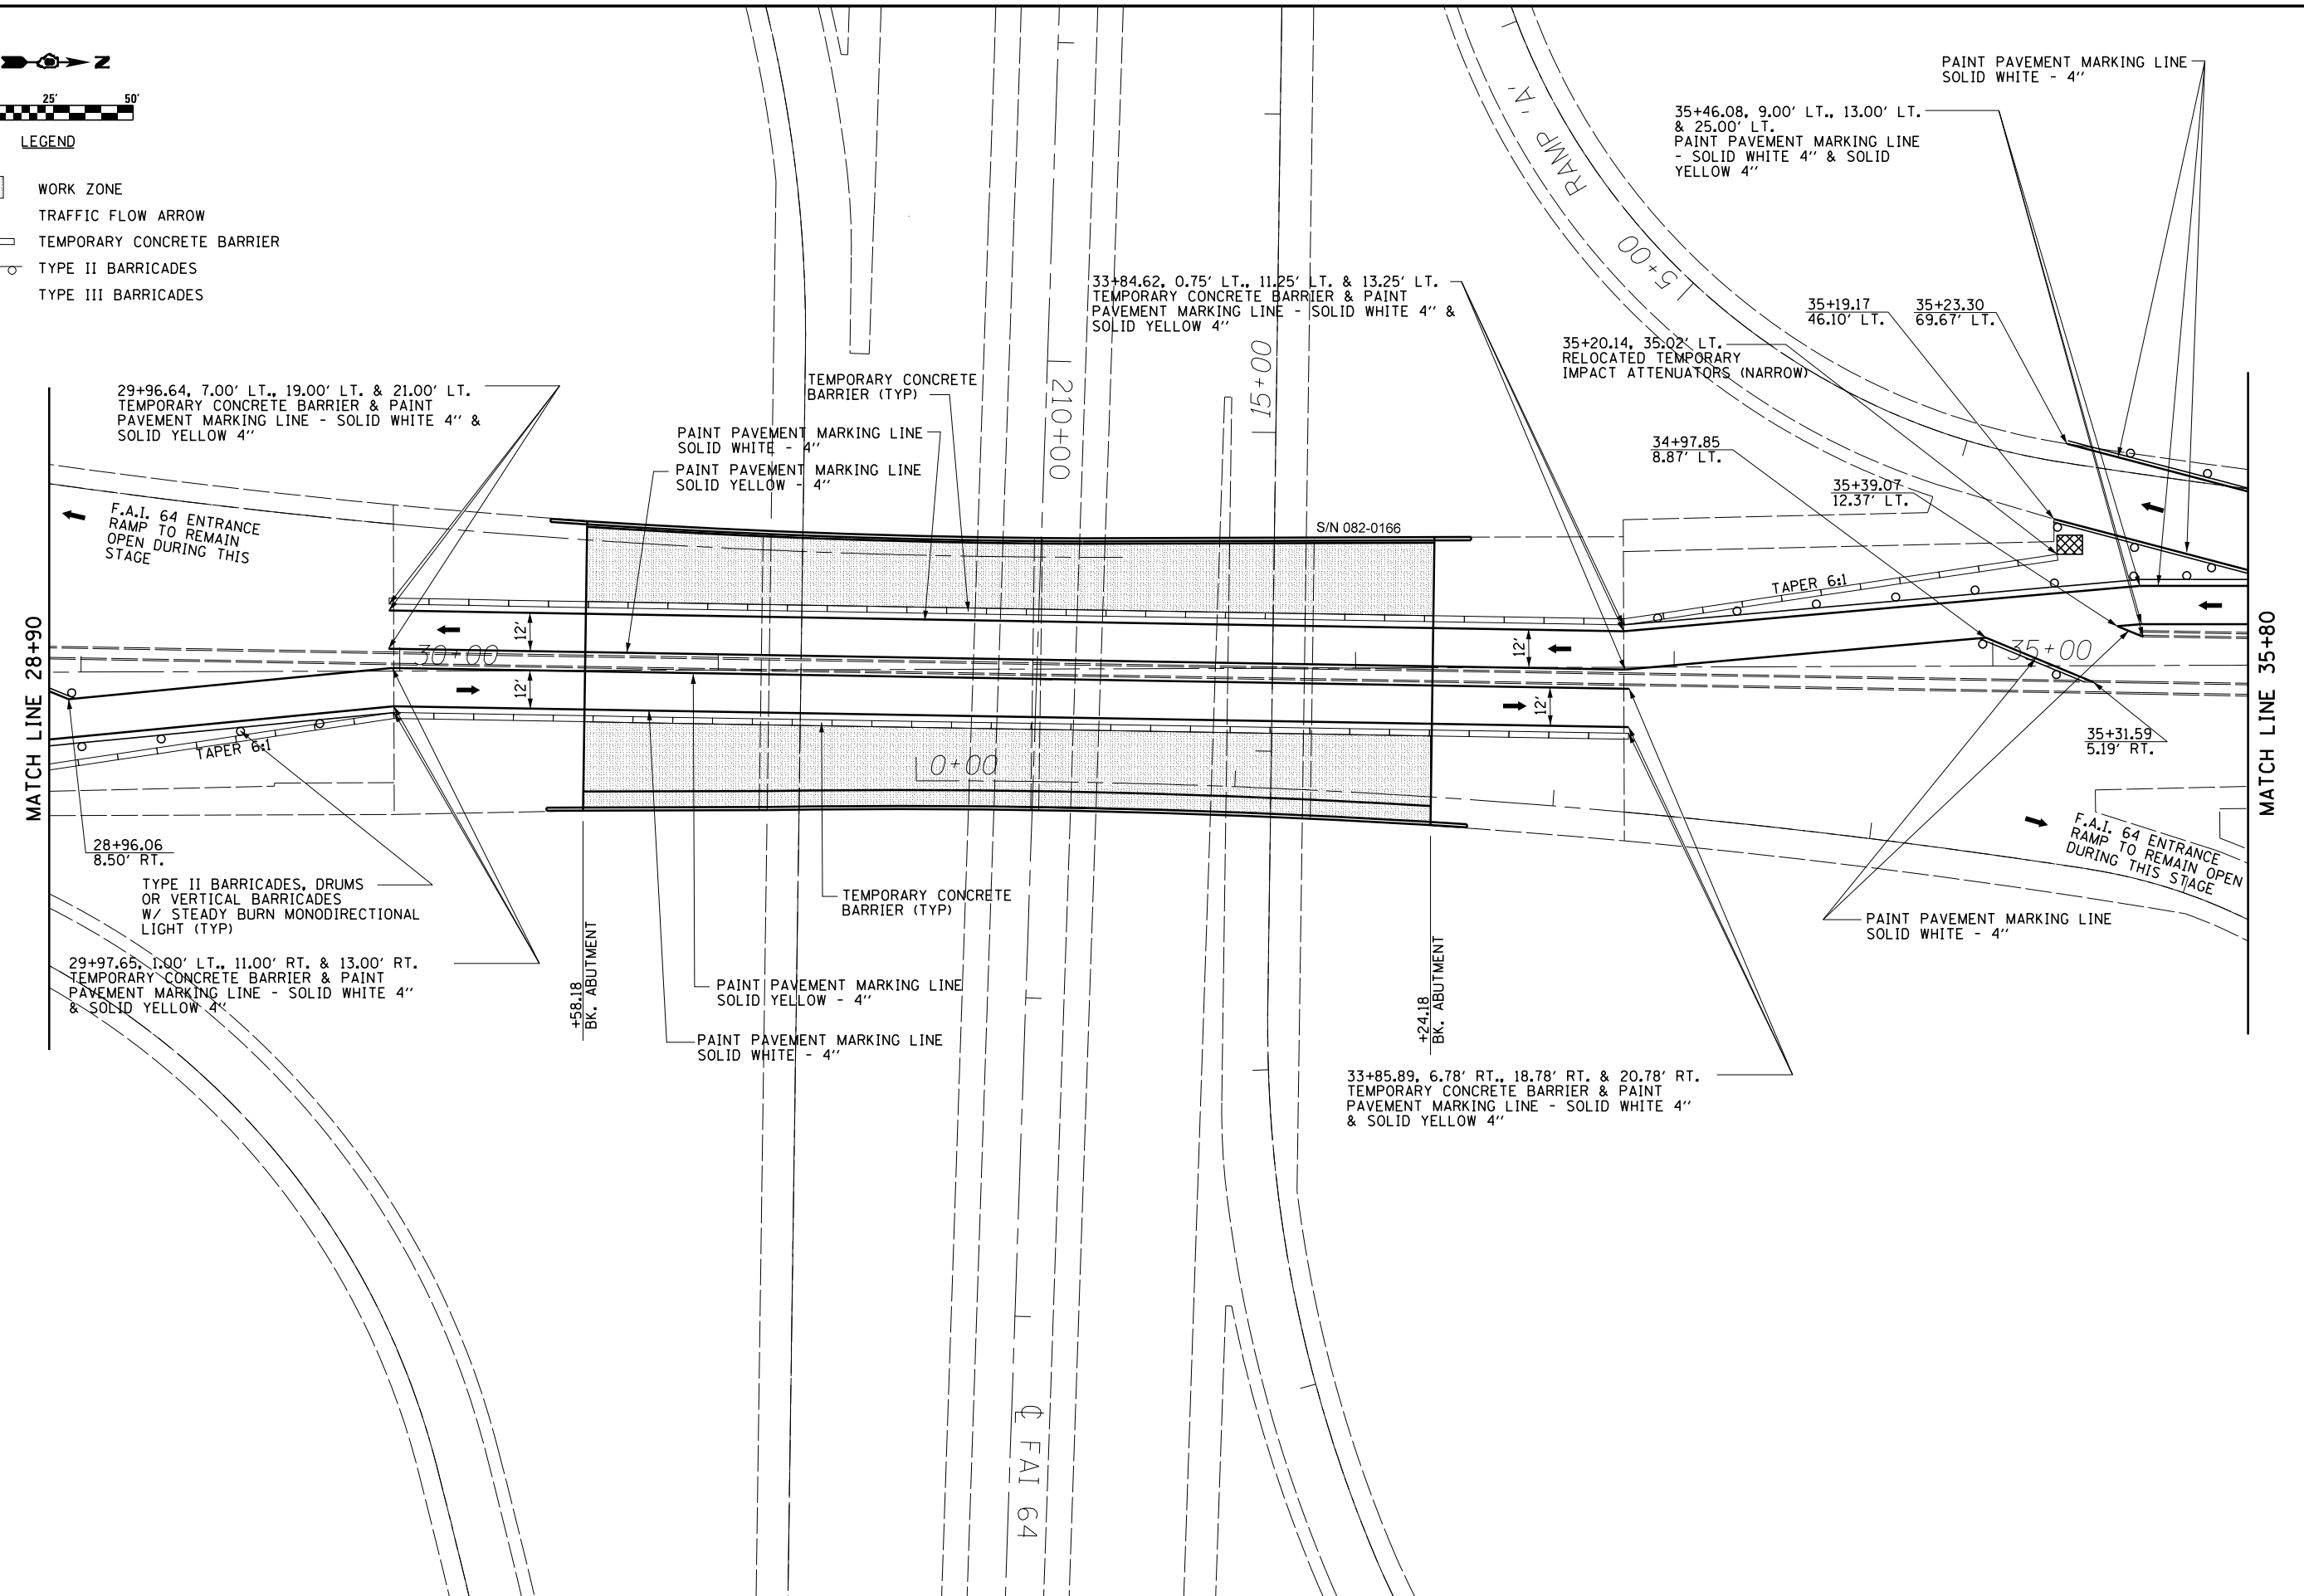 N
25' 50'
LEGEND
WORK ZONE
TRAFFIC FLOW ARROW
TEMPORARY CONCRETE BARRIER
TYPE II BARRICADES
TYPE III BARRICADES
PAINT PAVEMENT MARKING LINE
SOLID WHITE - 4''
35+46.08, 9.00' LT., 13.00' LT.
& 25.00' LT.
PAINT PAVEMENT MARKING LINE
- SOLID WHITE 4'' & SOLID
YELLOW 4''
RAMP 'A'
5+00
33+84.62, 0.75' LT., 11.25' LT. & 13.25' LT.
TEMPORARY CONCRETE BARRIER & PAINT
PAVEMENT MARKING LINE - SOLID WHITE 4'' &
SOLID YELLOW 4''
35+19.17
46.10' LT.
35+23.30
69.67' LT.
35+20.14, 35.02' LT.
RELOCATED TEMPORARY
IMPACT ATTENUATORS (NARROW)
29+96.64, 7.00' LT., 19.00' LT. & 21.00' LT.
TEMPORARY CONCRETE BARRIER & PAINT
PAVEMENT MARKING LINE - SOLID WHITE 4'' &
SOLID YELLOW 4''
TEMPORARY CONCRETE
BARRIER (TYP)
PAINT PAVEMENT MARKING LINE
SOLID WHITE - 4''
PAINT PAVEMENT MARKING LINE
SOLID YELLOW - 4''
210+00
15+00
34+97.85
8.87' LT.
35+39.07
12.37' LT.
F.A.I. 64 ENTRANCE
RAMP TO REMAIN
OPEN DURING THIS
STAGE
S/N 082-0166
TAPER 6:1
MATCH LINE 28+90
30+00
12'
12'
12'
12'
35+00
MATCH LINE 35+80
TAPER 6:1
0+00
35+31.59
5.19' RT.
28+96.06
8.50' RT.
F.A.I. 64 ENTRANCE
RAMP TO REMAIN OPEN
DURING THIS STAGE
TYPE II BARRICADES, DRUMS
OR VERTICAL BARRICADES
W/ STEADY BURN MONODIRECTIONAL
LIGHT (TYP)
TEMPORARY CONCRETE
BARRIER (TYP)
PAINT PAVEMENT MARKING LINE
SOLID WHITE - 4''
29+97.65, 1.00' LT., 11.00' RT. & 13.00' RT.
TEMPORARY CONCRETE BARRIER & PAINT
PAVEMENT MARKING LINE - SOLID WHITE 4''
& SOLID YELLOW 4''
+58.18
BK. ABUTMENT
PAINT PAVEMENT MARKING LINE
SOLID YELLOW - 4''
PAINT PAVEMENT MARKING LINE
SOLID WHITE - 4''
+24.18
BK. ABUTMENT
33+85.89, 6.78' RT., 18.78' RT. & 20.78' RT.
TEMPORARY CONCRETE BARRIER & PAINT
PAVEMENT MARKING LINE - SOLID WHITE 4''
& SOLID YELLOW 4''
℄ FAI 64